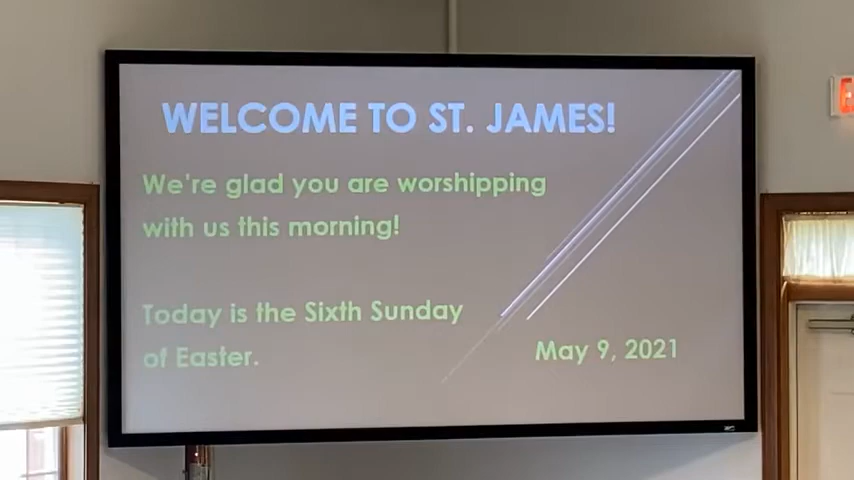 WELCOME TO ST. JAMES!
We're glad you are worshipping
with us this morning!
Today is the Sixth Sunday
of Easter.
May 9, 2021